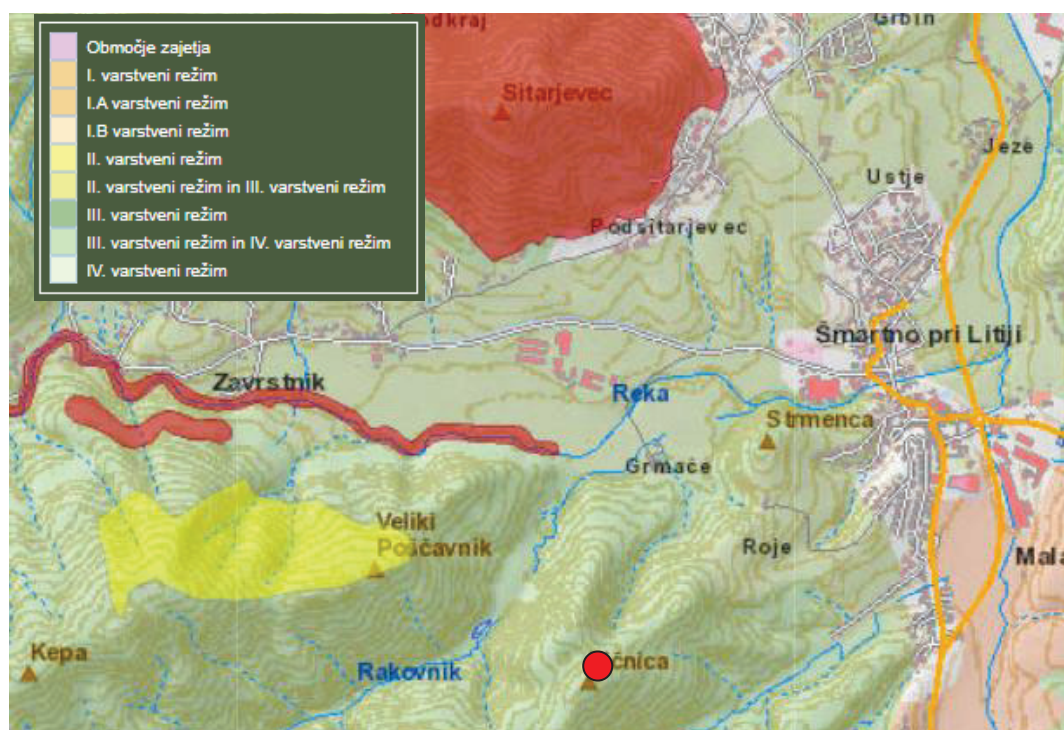 Območje zajetja
I. varstveni režim
I.A varstveni režim
I.B varstveni režim
II. varstveni režim
II. varstveni režim in III. varstveni režim
III. varstveni režim
III. varstveni režim in IV. varstveni režim
IV. varstveni režim
Grbin
Sitarjevec
Jeze
Ustje
Podsitarjevec
Šmartno pri Litiji
Zavrstnik
Reka
Strmenca
Grmače
Veliki
Poščavnik
Roje
Kepa
Rakovnik